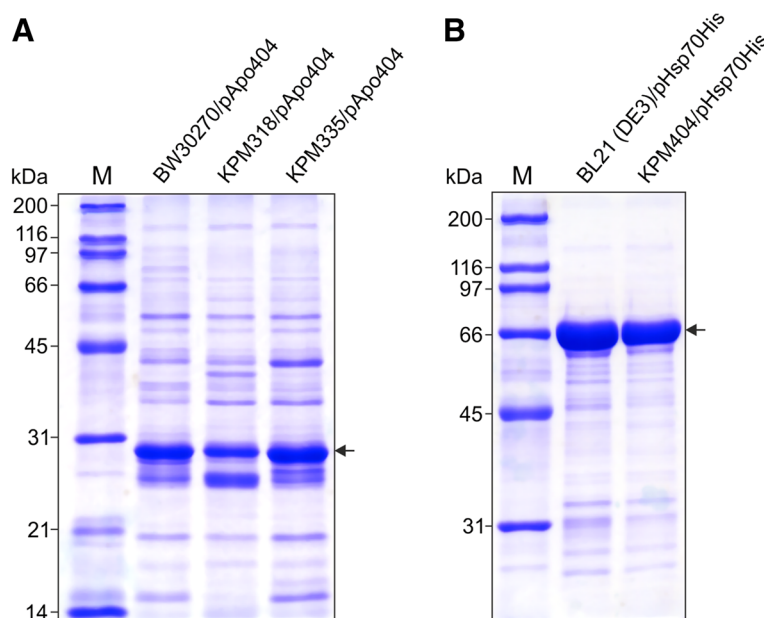 A
BW30270/pApo404
KPM318/pApo404
KPM335/pApo404
kDa M
200
116
97
66
45
31
21
14
B
BL21 (DE3)/pHsp70His
KPM404/pHsp70His
kDa M
200
116
97
66
45
31